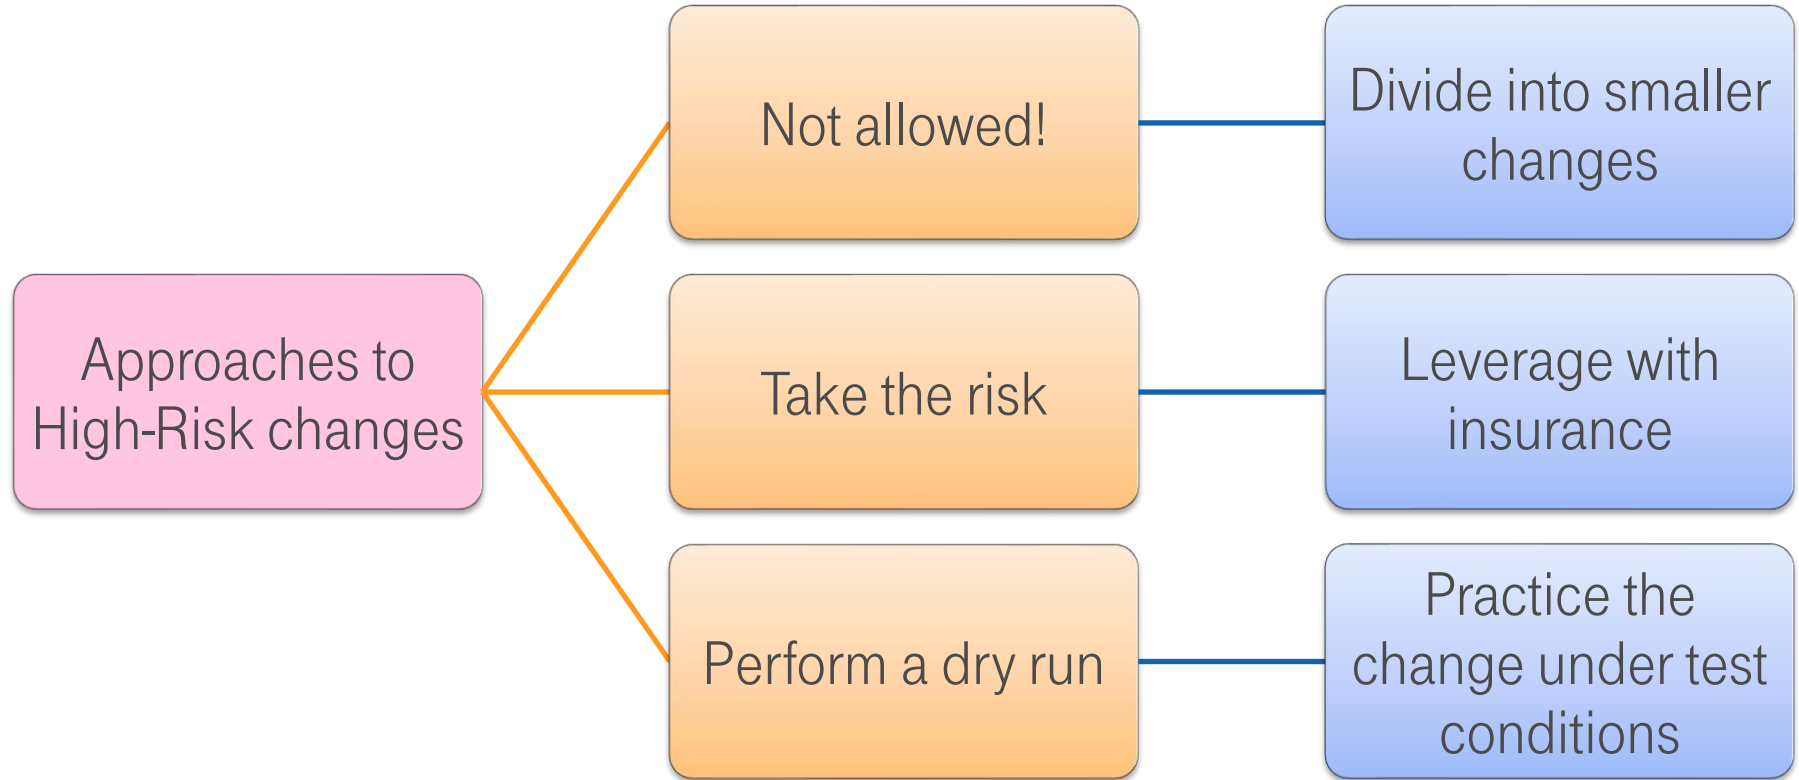 Approaches to
High-Risk changes
Not allowed!
Divide into smaller
changes
Take the risk
Leverage with
insurance
Perform a dry run
Practice the
change under test
conditions